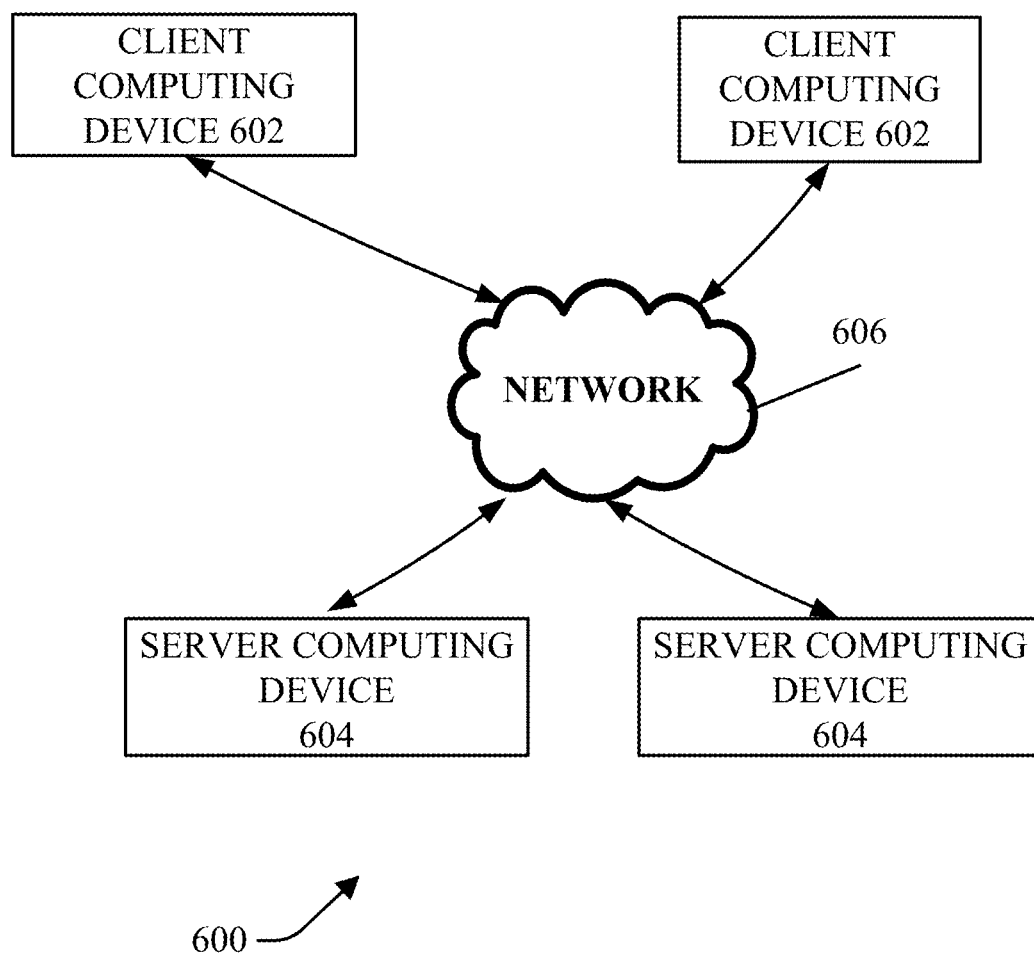 CLIENT
COMPUTING
DEVICE 602
CLIENT
COMPUTING
DEVICE 602
606
NETWORK
SERVER COMPUTING
DEVICE
604
SERVER COMPUTING
DEVICE
604
600